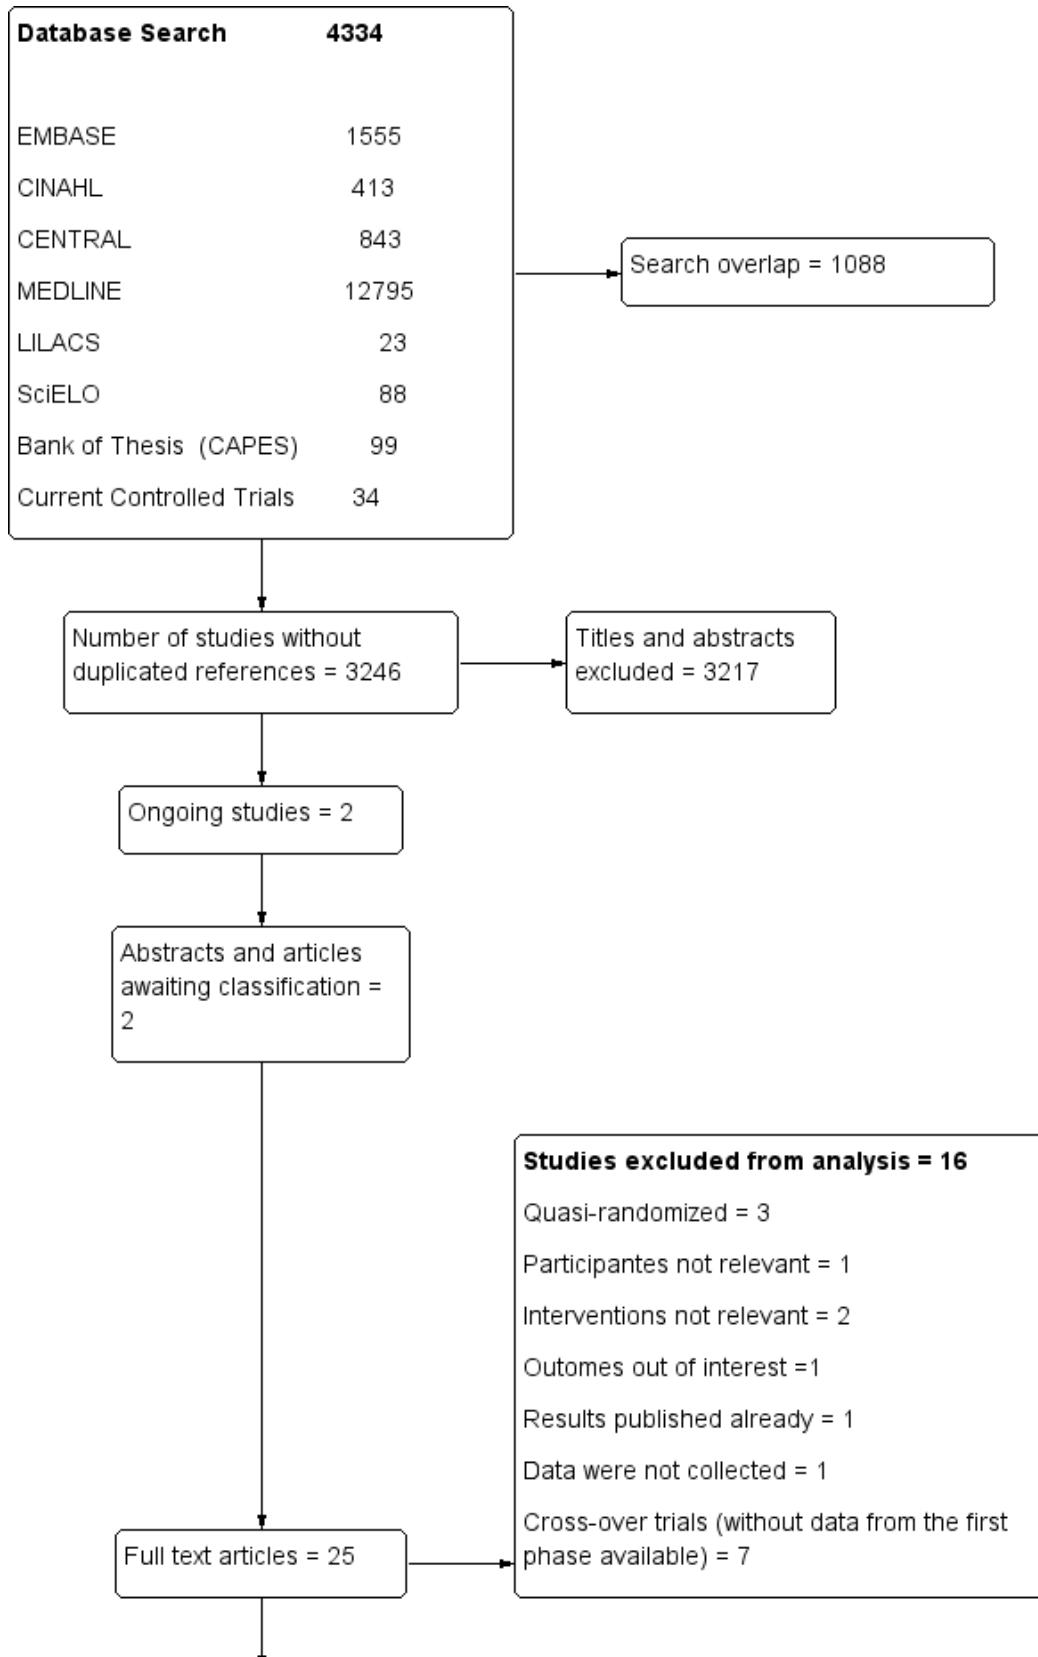 Database Search 4334
EMBASE 1555
CINAHL 413
CENTRAL 843
MEDLINE 12795
LILACS 23
SciELO 88
Bank of Thesis (CAPES) 99
Current Controlled Trials 34
Search overlap = 1088
Number of studies without
duplicated references = 3246
Titles and abstracts
excluded = 3217
Ongoing studies = 2
Abstracts and articles
awaiting classification =
2
Full text articles = 25
Studies excluded from analysis = 16
Quasi-randomized = 3
Participantes not relevant = 1
Interventions not relevant = 2
Outomes out of interest =1
Results published already = 1
Data were not collected = 1
Cross-over trials (without data from the first
phase available) = 7